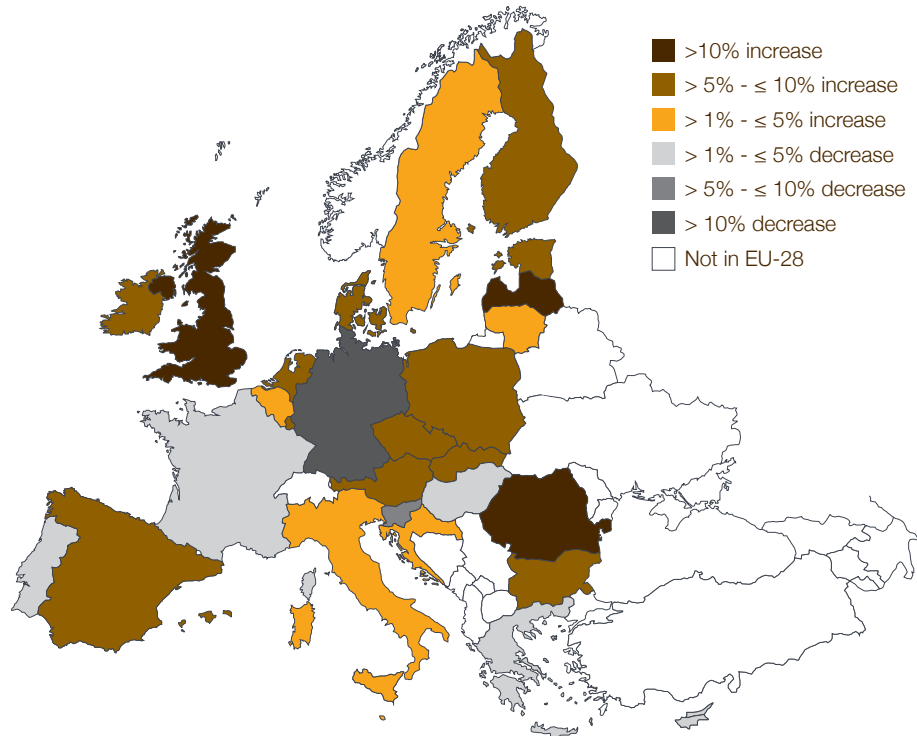 >10% increase
> 5% - ≤ 10% increase
> 1% - ≤ 5% increase
> 1% - ≤ 5% decrease
> 5% - ≤ 10% decrease
> 10% decrease
Not in EU-28